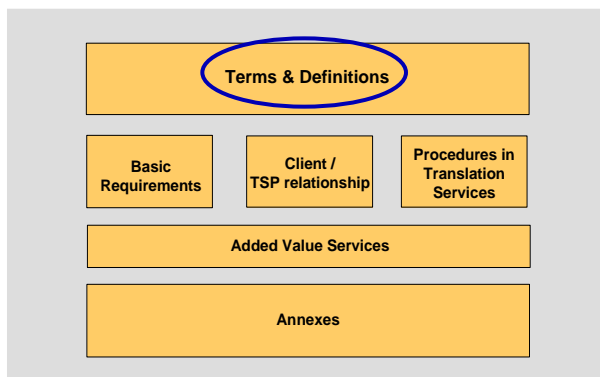 Terms & Definitions
Basic
Requirements
Client /
TSP relationship
Procedures in
Translation
Services
Added Value Services
Annexes